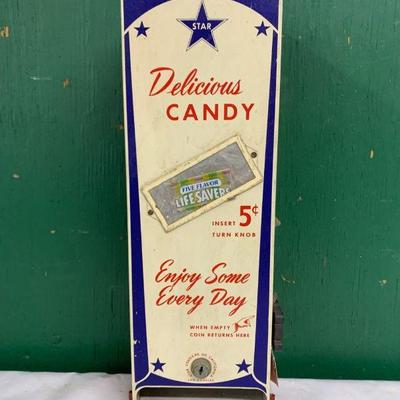 STAR
Delicious
CANDY
FIVE FLAVOR
LIFE SAVERS
INSERT 5¢
TURN KNOB
Enjoy Some
Every Day
WHEN EMPTY
COIN RETURNS HERE